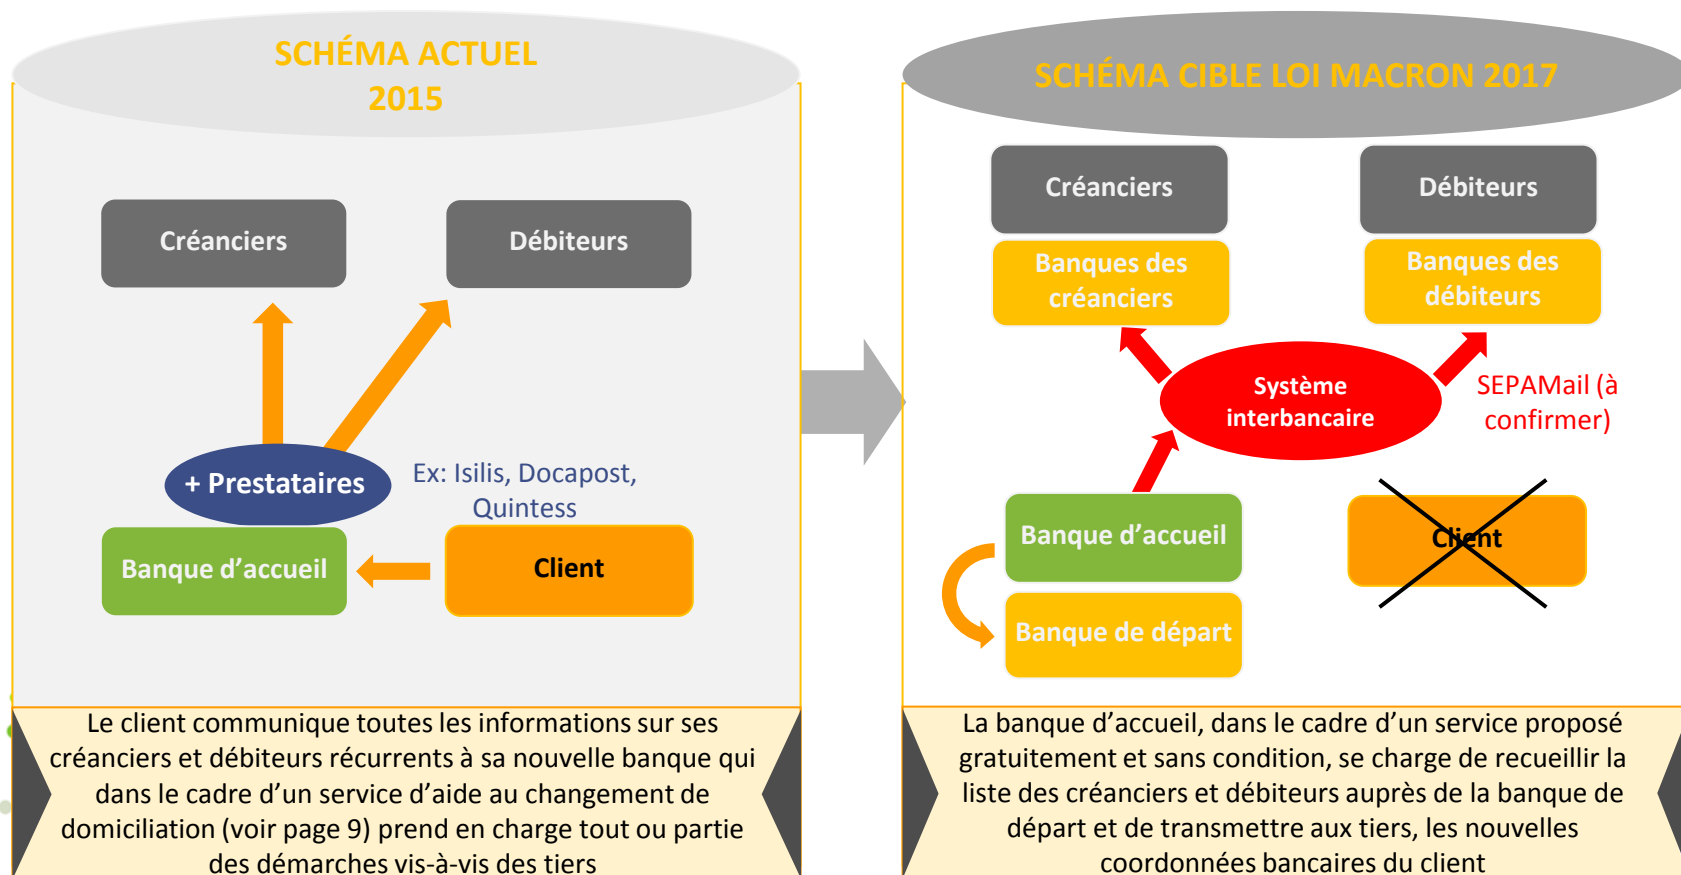 SCHÉMA ACTUEL
2015
Créanciers
Débiteurs
+ Prestataires
Ex: Isilis, Docapost,
Quintess
Banque d’accueil
Client
Le client communique toutes les informations sur ses
créanciers et débiteurs récurrents à sa nouvelle banque qui
dans le cadre d’un service d’aide au changement de
domiciliation (voir page 9) prend en charge tout ou partie
des démarches vis-à-vis des tiers
SCHÉMA CIBLE LOI MACRON 2017
Créanciers
Débiteurs
Banques des
créanciers
Banques des
débiteurs
Système
interbancaire
SEPAMail (à
confirmer)
Banque d’accueil
Client
Banque de départ
La banque d’accueil, dans le cadre d’un service proposé
gratuitement et sans condition, se charge de recueillir la
liste des créanciers et débiteurs auprès de la banque de
départ et de transmettre aux tiers, les nouvelles
coordonnées bancaires du client